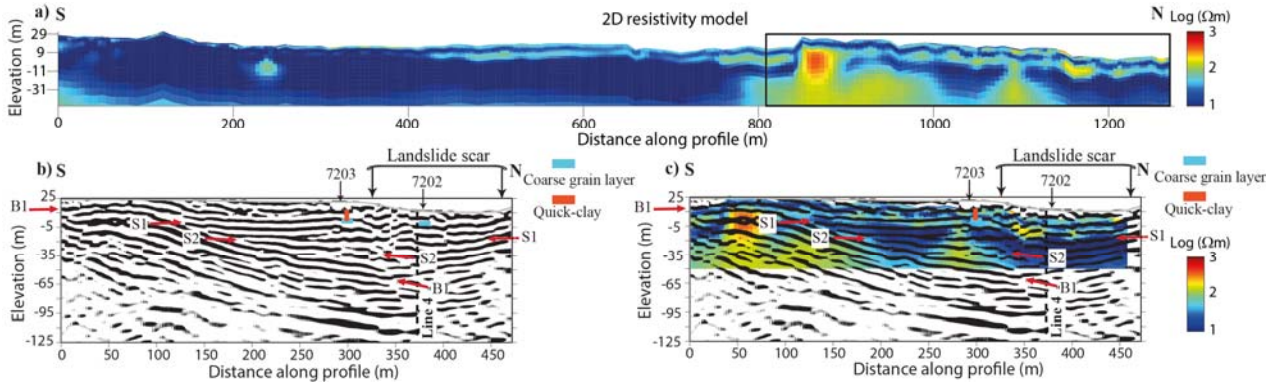 a) S
2D resistivity model
N Log (Ωm)
Elevation (m)
29
9
-11
-31
3
2
1
0 200 400 600 800 1000 1200
Distance along profile (m)
b) S
Landslide scar
N
7203
7202
Coarse grain layer
Quick-clay
Elevation (m)
25
-5
-35
-65
-95
-125
B1
S1
S2
S1
S2
B1
Line 4
0 50 100 150 200 250 300 350 400 450
Distance along profile (m)
c) S
Landslide scar
N
7203
7202
Coarse grain layer
Quick-clay
Log (Ωm)
3
2
1
Elevation (m)
25
-5
-35
-65
-95
-125
B1
S1
S2
S1
S2
B1
Line 4
0 50 100 150 200 250 300 350 400 450
Distance along profile (m)